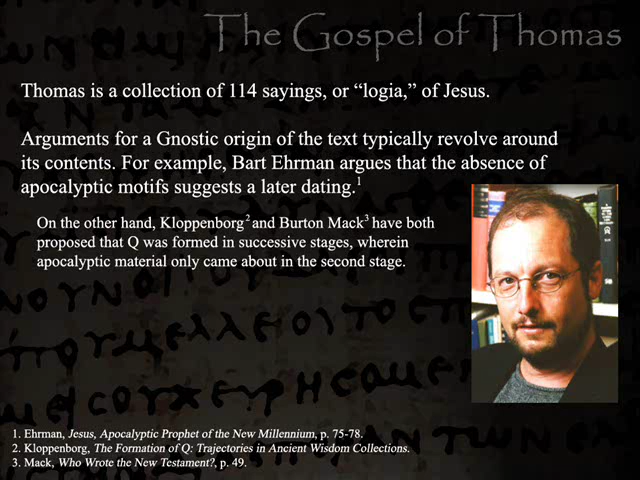 The Gospel of Thomas
Thomas is a collection of 114 sayings, or “logia,” of Jesus.
Arguments for a Gnostic origin of the text typically revolve around
its contents. For example, Bart Ehrman argues that the absence of
apocalyptic motifs suggests a later dating.1
On the other hand, Kloppenborg2 and Burton Mack3 have both
proposed that Q was formed in successive stages, wherein
apocalyptic material only came about in the second stage.
1. Ehrman, Jesus, Apocalyptic Prophet of the New Millennium, p. 75-78.
2. Kloppenborg, The Formation of Q: Trajectories in Ancient Wisdom Collections.
3. Mack, Who Wrote the New Testament?, p. 49.